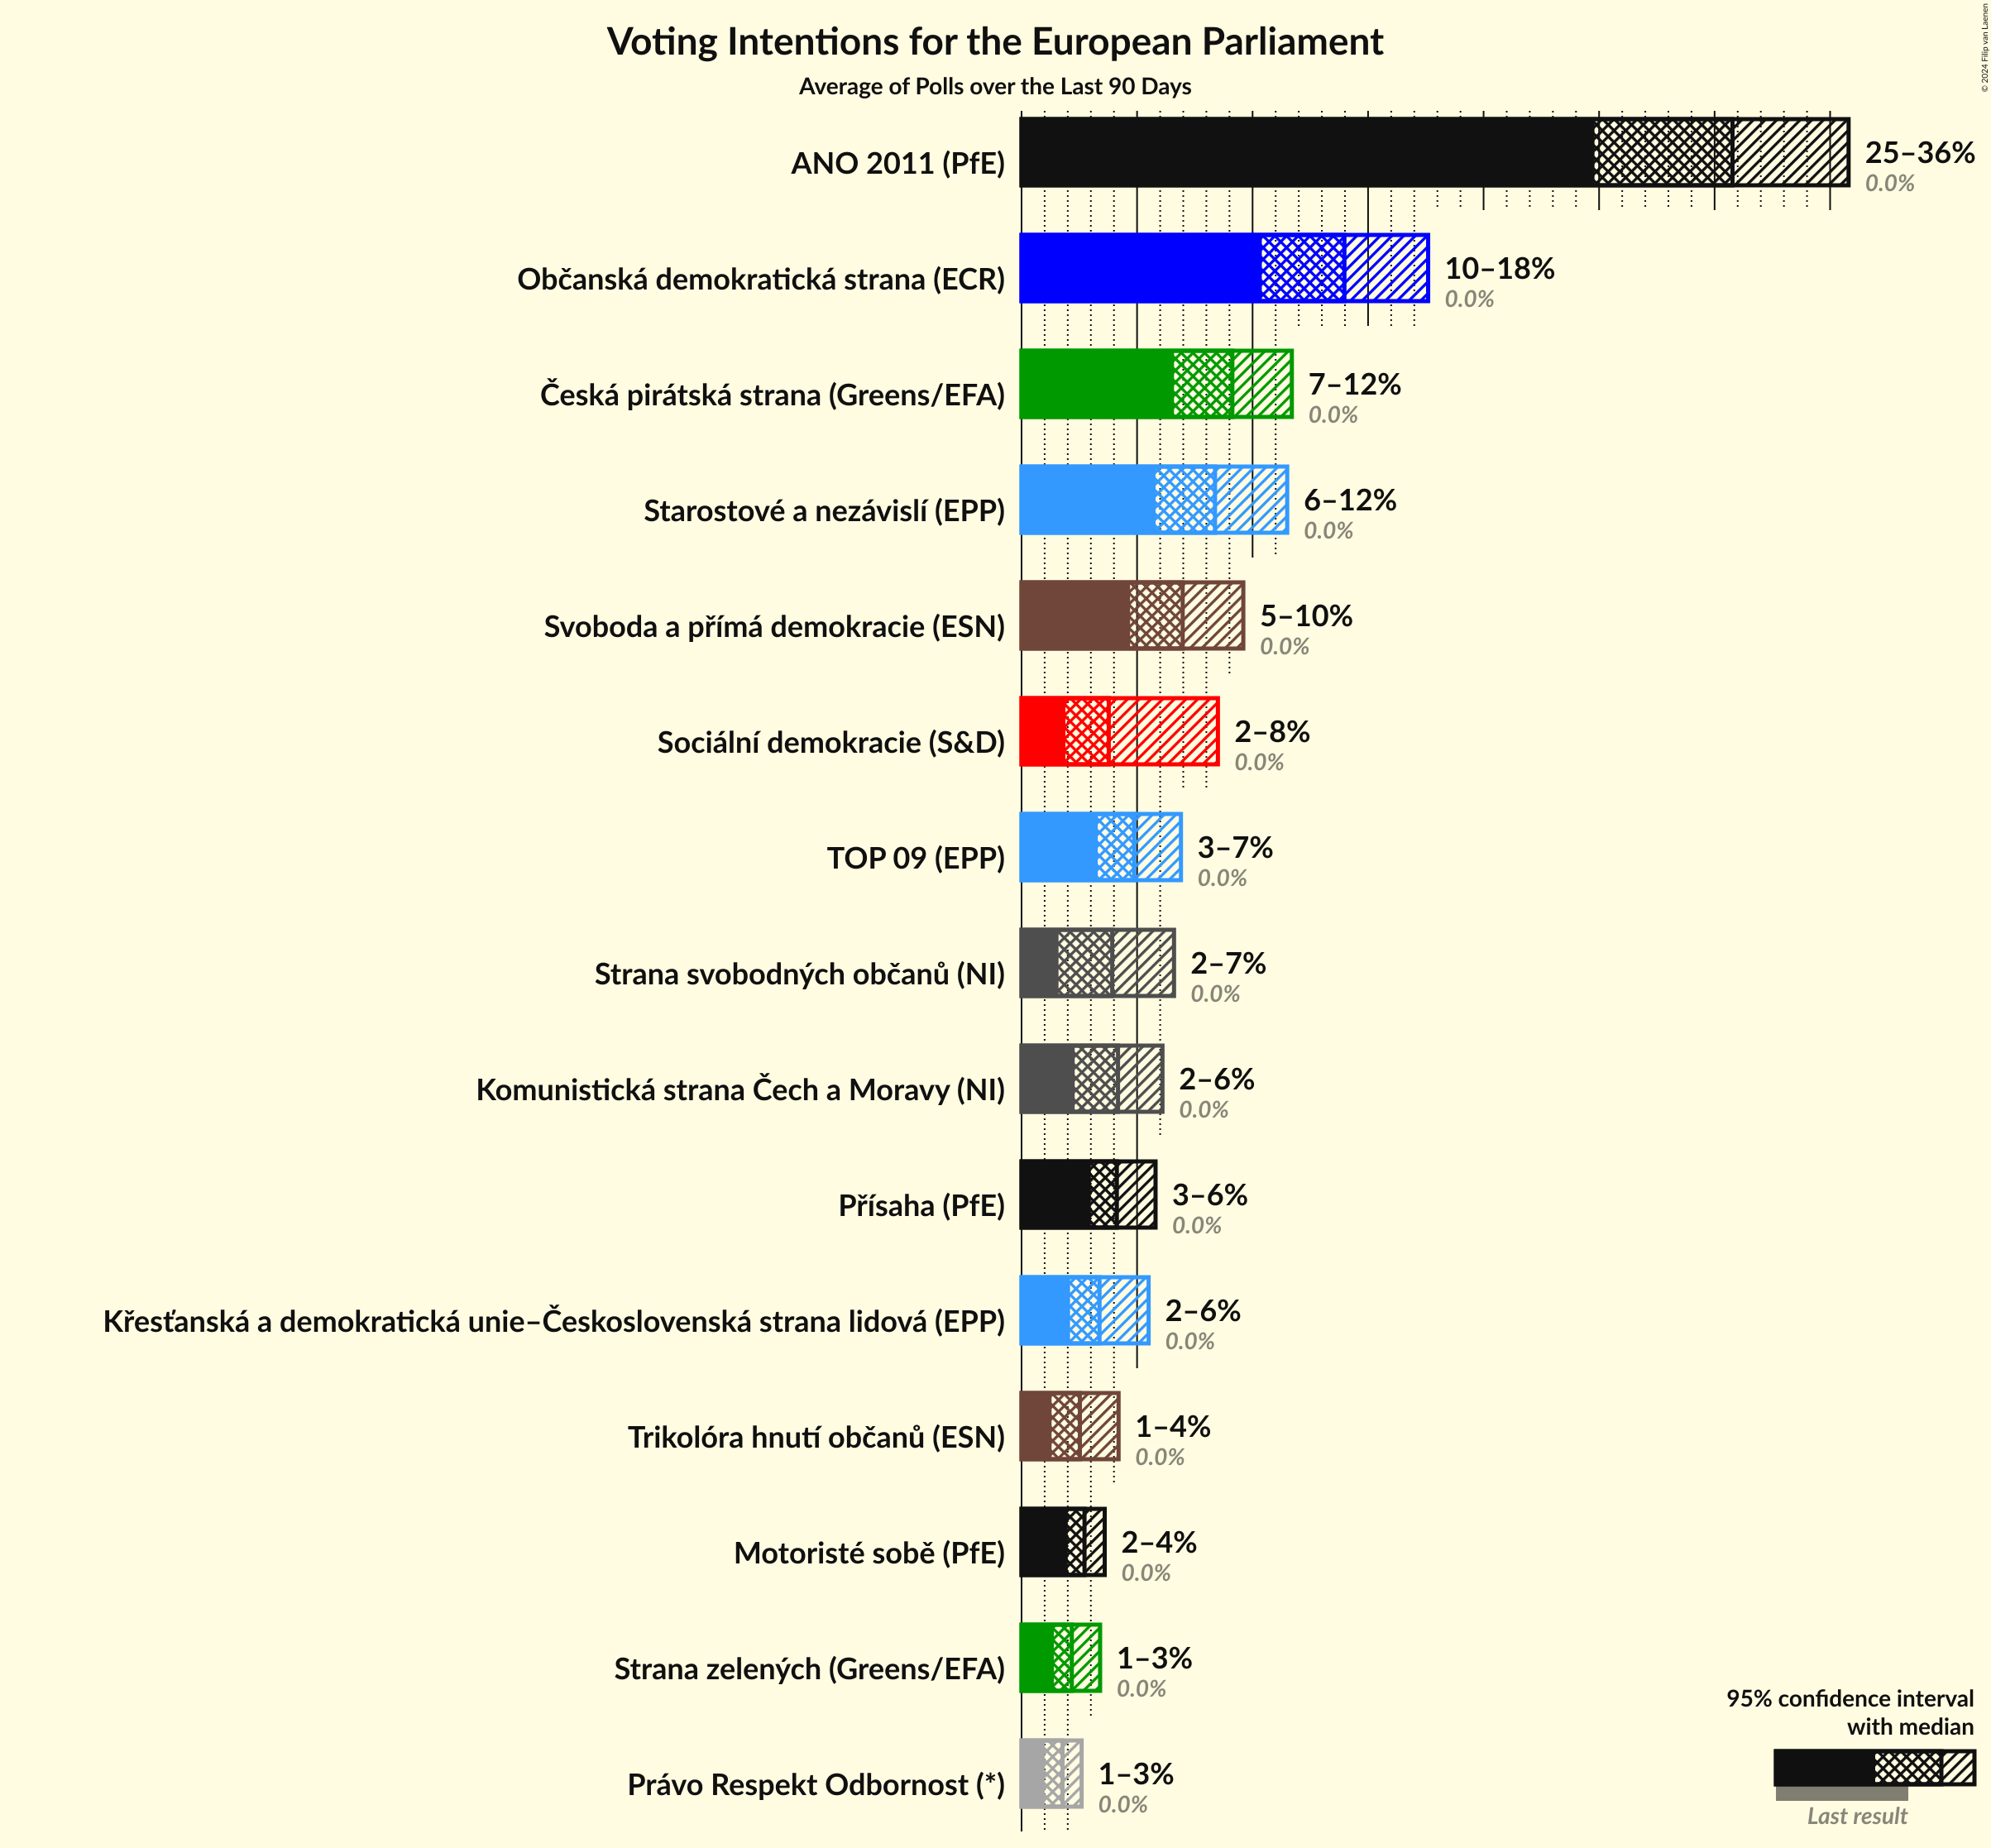 Voting Intentions for the European Parliament
Average of Polls over the Last 90 Days
© 2024 Filip van Laenen
ANO 2011 (PfE)
25–36%
0.0%
Občanská demokratická strana (ECR)
10–18%
0.0%
Česká pirátská strana (Greens/EFA)
7–12%
0.0%
Starostové a nezávislí (EPP)
6–12%
0.0%
Svoboda a přímá demokracie (ESN)
5–10%
0.0%
Sociální demokracie (S&D)
2–8%
0.0%
TOP 09 (EPP)
3–7%
0.0%
Strana svobodných občanů (NI)
2–7%
0.0%
Komunistická strana Čech a Moravy (NI)
2–6%
0.0%
Přísaha (PfE)
3–6%
0.0%
Křesťanská a demokratická unie–Československá strana lidová (EPP)
2–6%
0.0%
Trikolóra hnutí občanů (ESN)
1–4%
0.0%
Motoristé sobě (PfE)
2–4%
0.0%
Strana zelených (Greens/EFA)
1–3%
0.0%
Právo Respekt Odbornost (*)
1–3%
0.0%
95% confidence interval
with median
Last result